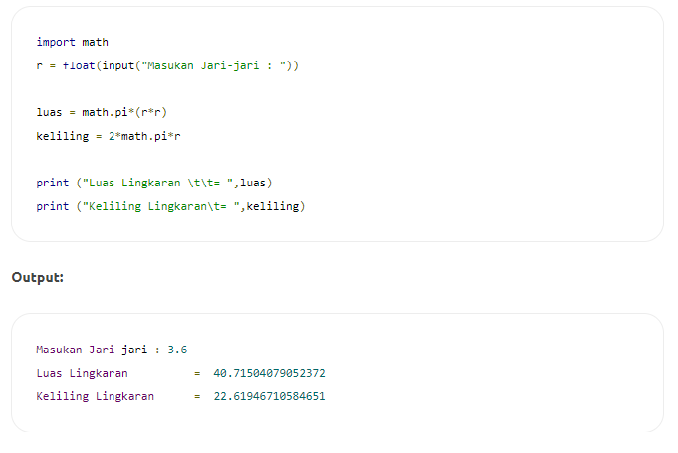 import math
r = float(input("Masukan Jari-jari : "))
luas = math.pi*(r*r)
keliling = 2*math.pi*r
print ("Luas Lingkaran \t\t= ",luas)
print ("Keliling Lingkaran\t= ",keliling)
Output:
Masukan Jari jari : 3.6
Luas Lingkaran = 40.71504079052372
Keliling Lingkaran = 22.61946710584651